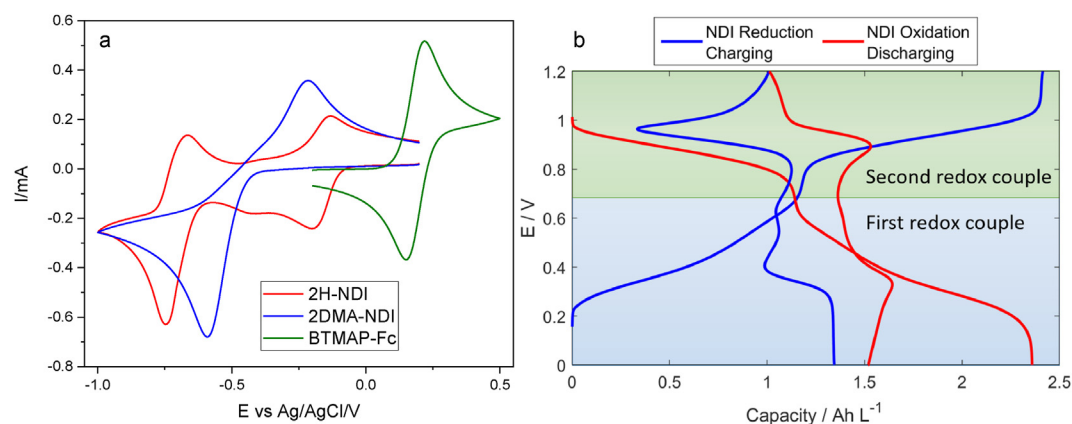 a
0.6
0.4
0.2
0.0
-0.2
-0.4
-0.6
-0.8
I/mA
-1.0
-0.5
0.0
0.5
E vs Ag/AgCl/V
2H-NDI
2DMA-NDI
BTMAP-Fc
b
NDI Reduction
Charging
NDI Oxidation
Discharging
1.2
1
0.8
0.6
0.4
0.2
0
E / V
Second redox couple
First redox couple
0
0.5
1
1.5
2
2.5
Capacity / Ah L⁻¹